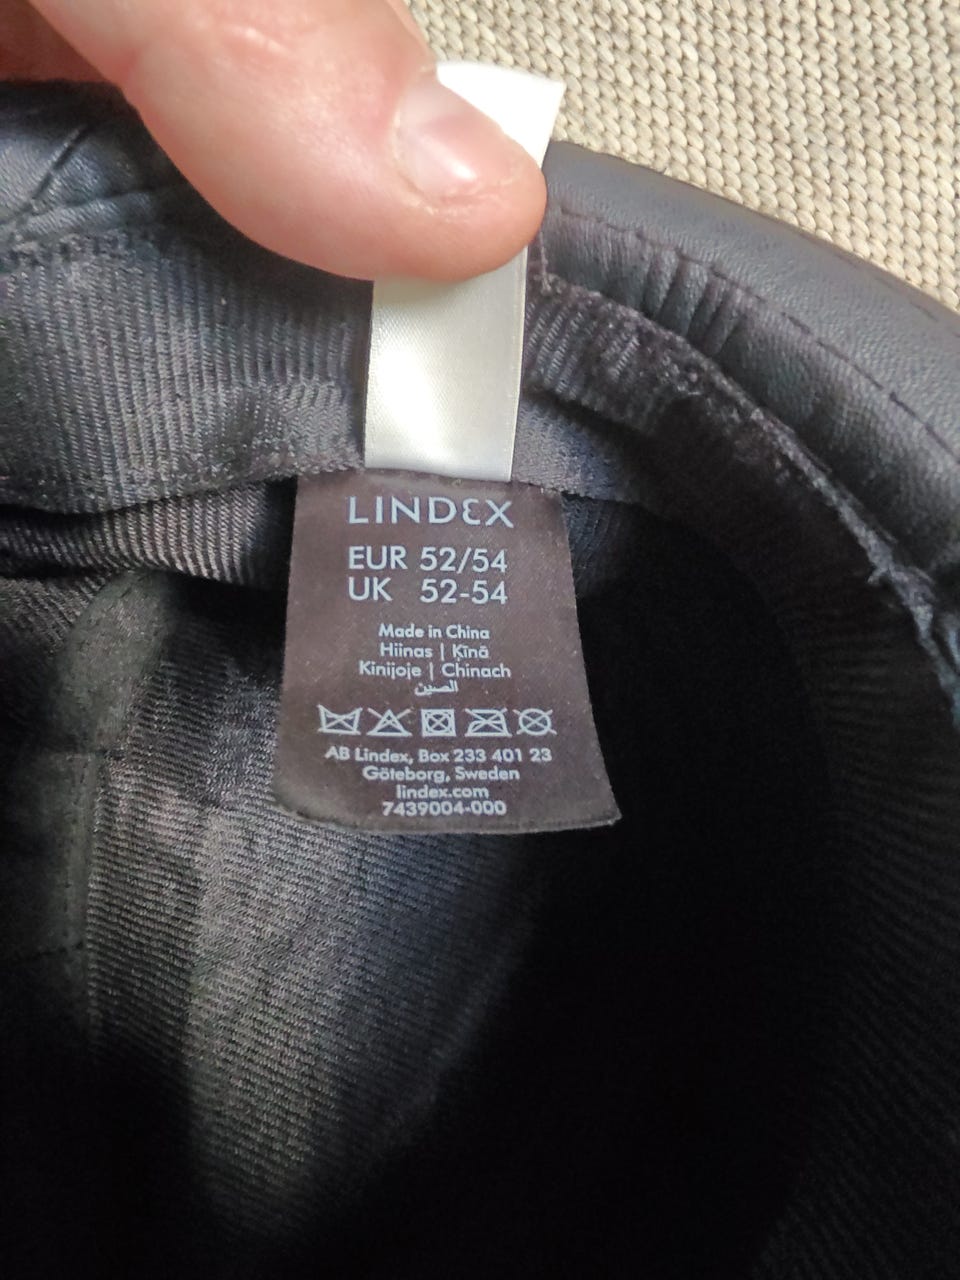 LINDEX
EUR 52/54
UK 52-54
Made in China
Hiinas | Ķīnā
Kinijoje | Chinach
الصين
AB Lindex, Box 233 401 23
Göteborg, Sweden
lindex.com
7439004-000